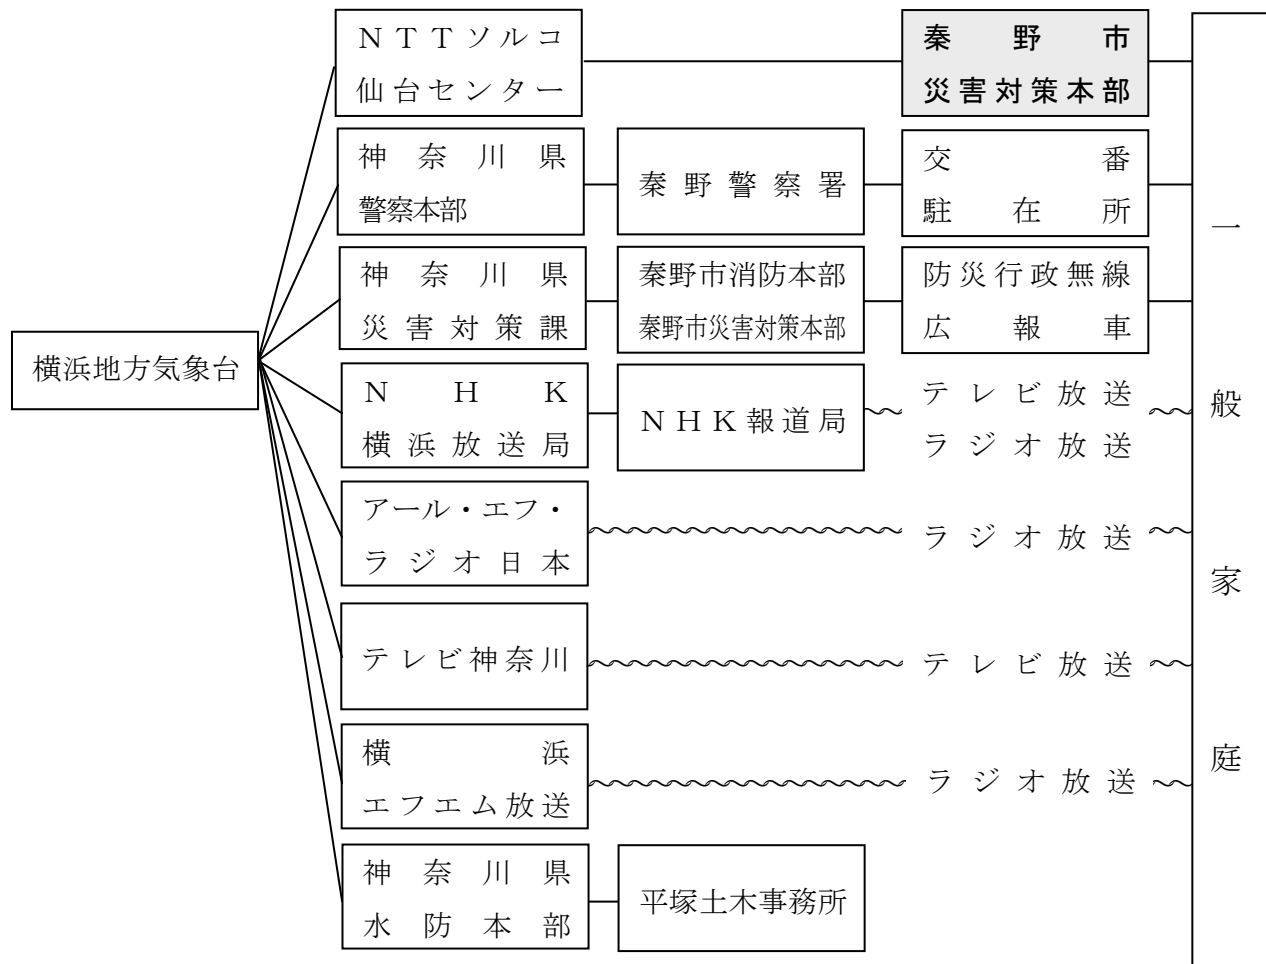 横浜地方気象台
NTTソルコ
仙台センター
秦野市
災害対策本部
神奈川県
警察本部
秦野警察署
交番
駐在所
神奈川県
災害対策課
秦野市消防本部
秦野市災害対策本部
防災行政無線
広報車
NHK
横浜放送局
NHK報道局
テレビ放送
ラジオ放送
アール・エフ・
ラジオ日本
ラジオ放送
テレビ神奈川
テレビ放送
横浜
エフエム放送
ラジオ放送
神奈川県
水防本部
平塚土木事務所
一般家庭